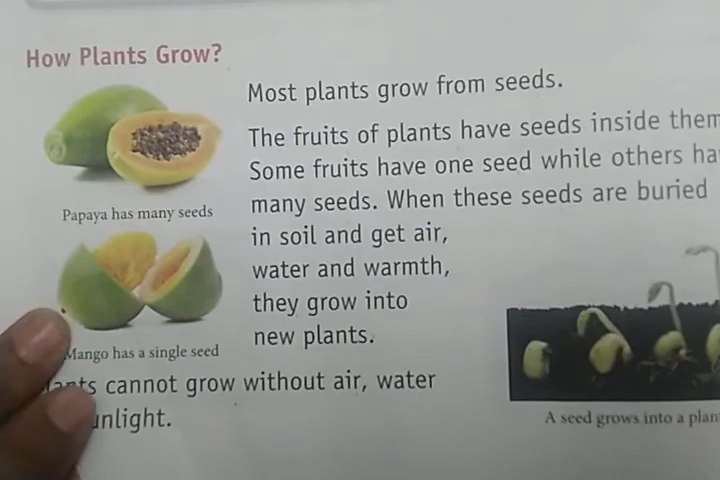 How Plants Grow?
Most plants grow from seeds.
The fruits of plants have seeds inside them
Some fruits have one seed while others
many seeds. When these seeds are buried
in soil and get air,
water and warmth,
they grow into
new plants.
Papaya has many seeds
Mango has a single seed
cannot grow without air, water
A seed grows into a plan